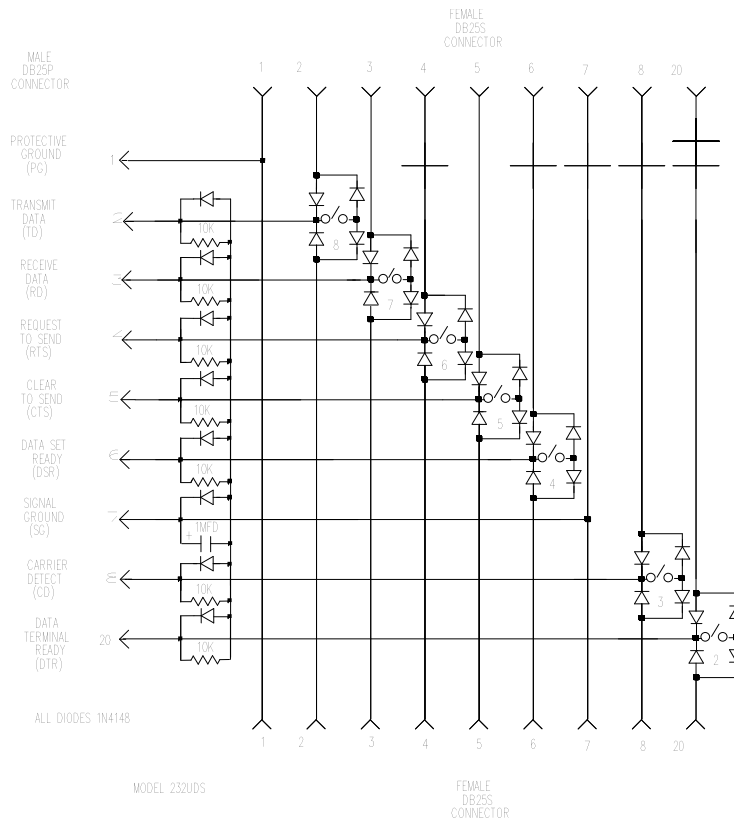 FEMALE
DB25S
CONNECTOR
MALE
DB25P
CONNECTOR
1 2 3 4 5 6 7 8 20
PROTECTIVE
GROUND
(PG)
1
TRANSMIT
DATA
(TD)
2
10K
8
RECEIVE
DATA
(RD)
3
10K
7
REQUEST
TO SEND
(RTS)
4
10K
6
CLEAR
TO SEND
(CTS)
5
10K
5
DATA SET
READY
(DSR)
6
10K
4
SIGNAL
GROUND
(SG)
7
+ 1MFD
CARRIER
DETECT
(CD)
8
10K
3
DATA
TERMINAL
READY
(DTR)
20
10K
2
ALL DIODES 1N4148
1 2 3 4 5 6 7 8 20
MODEL 232UDS
FEMALE
DB25S
CONNECTOR